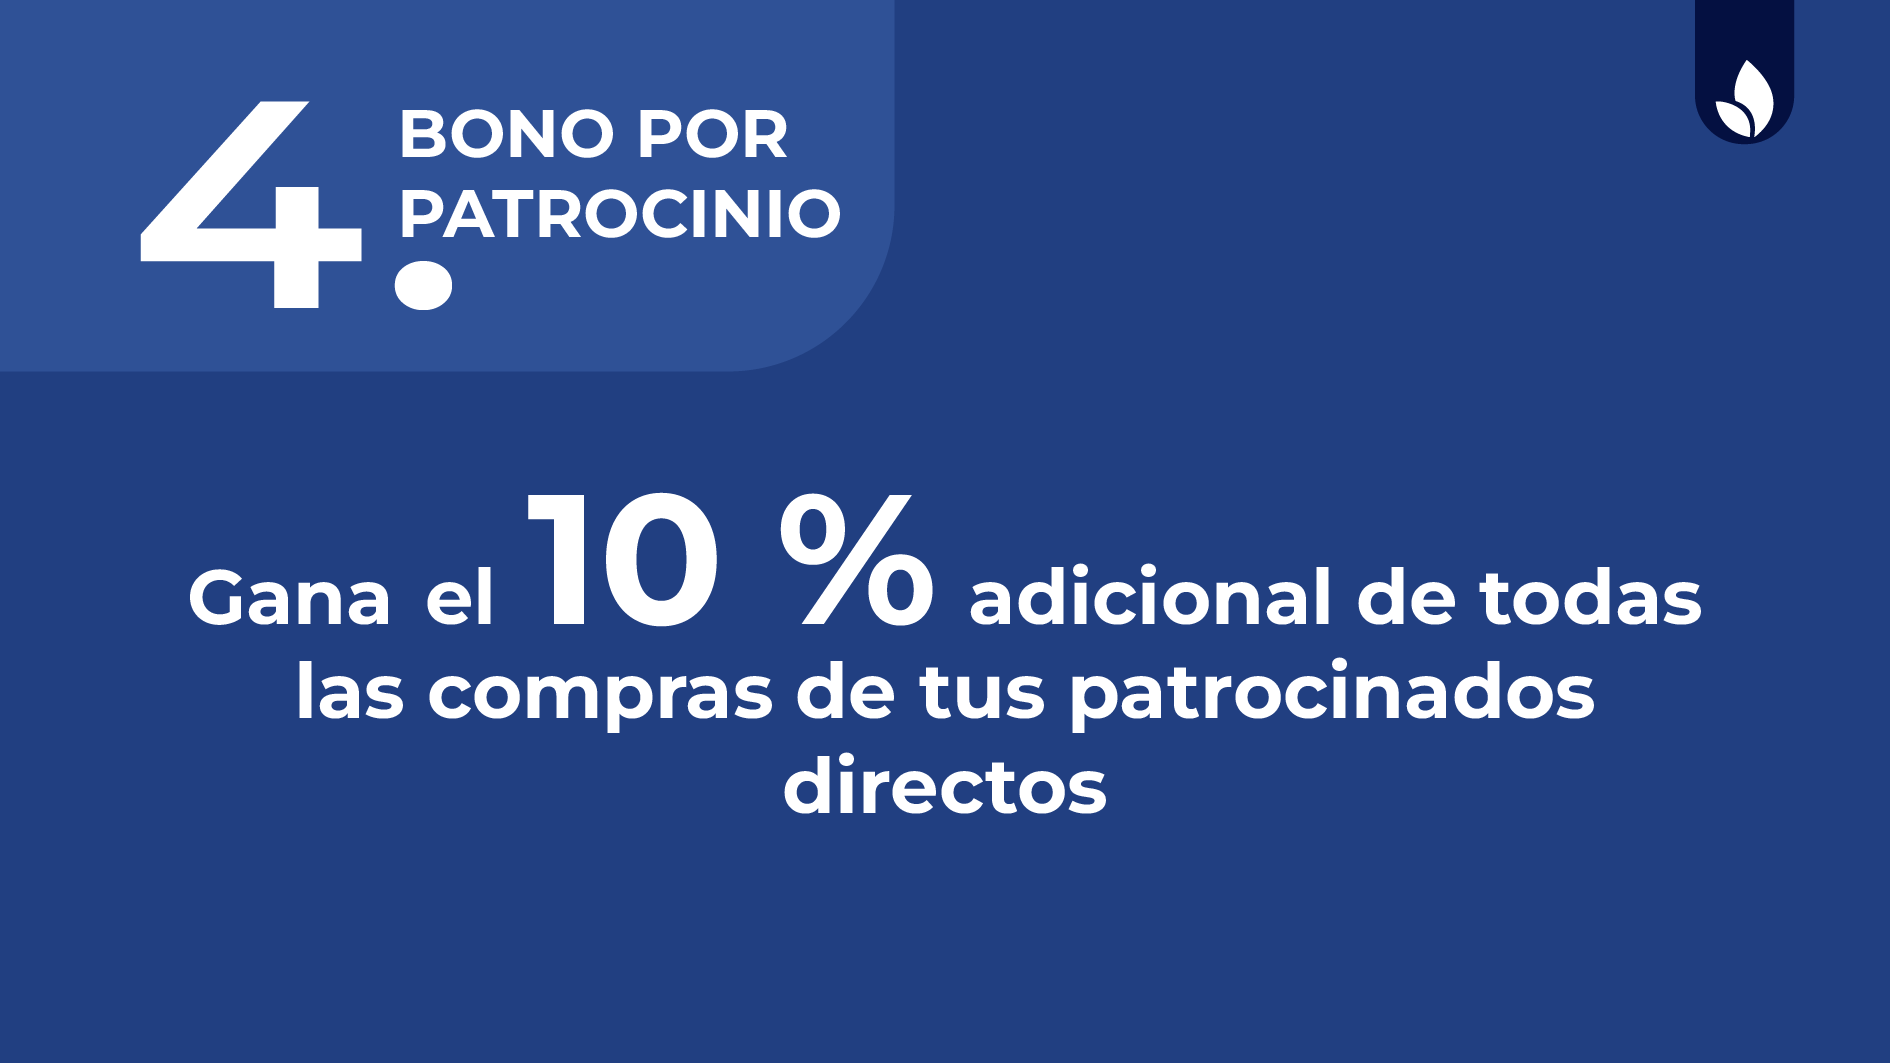 4.
BONO POR
PATROCINIO
Gana el 10 % adicional de todas
las compras de tus patrocinados
directos